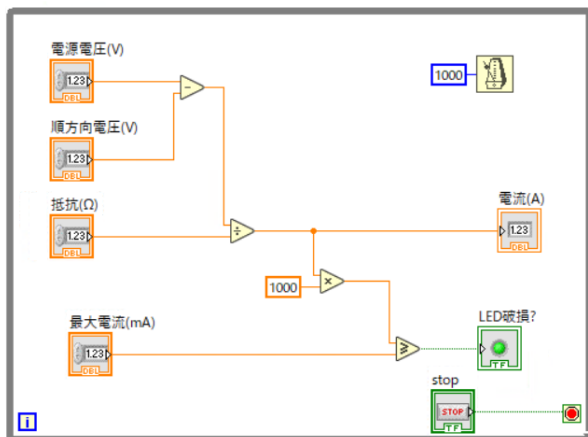 電源電圧(V)
1.23
DBL
1000
順方向電圧(V)
1.23
DBL
抵抗(Ω)
1.23
DBL
電流(A)
1.23
DBL
1000
最大電流(mA)
1.23
DBL
LED破損?
TF
stop
STOP
TF
i